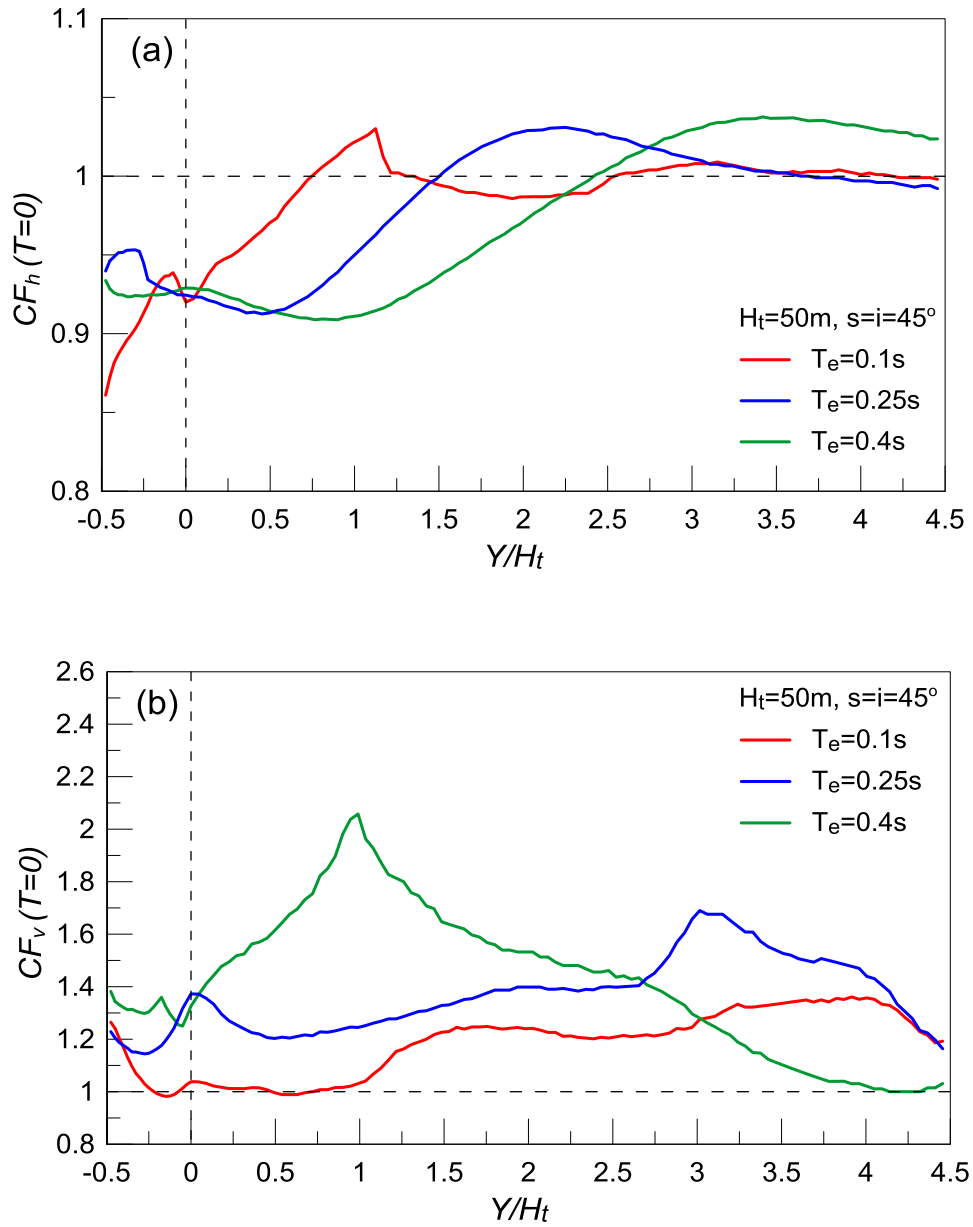 (a)
1.1
1
0.9
0.8
CFh (T=0)
-0.5 0 0.5 1 1.5 2 2.5 3 3.5 4 4.5
Y/Ht
Ht=50m, s=i=45º
Te=0.1s
Te=0.25s
Te=0.4s
(b)
2.6
2.4
2.2
2
1.8
1.6
1.4
1.2
1
0.8
CFv (T=0)
-0.5 0 0.5 1 1.5 2 2.5 3 3.5 4 4.5
Y/Ht
Ht=50m, s=i=45º
Te=0.1s
Te=0.25s
Te=0.4s